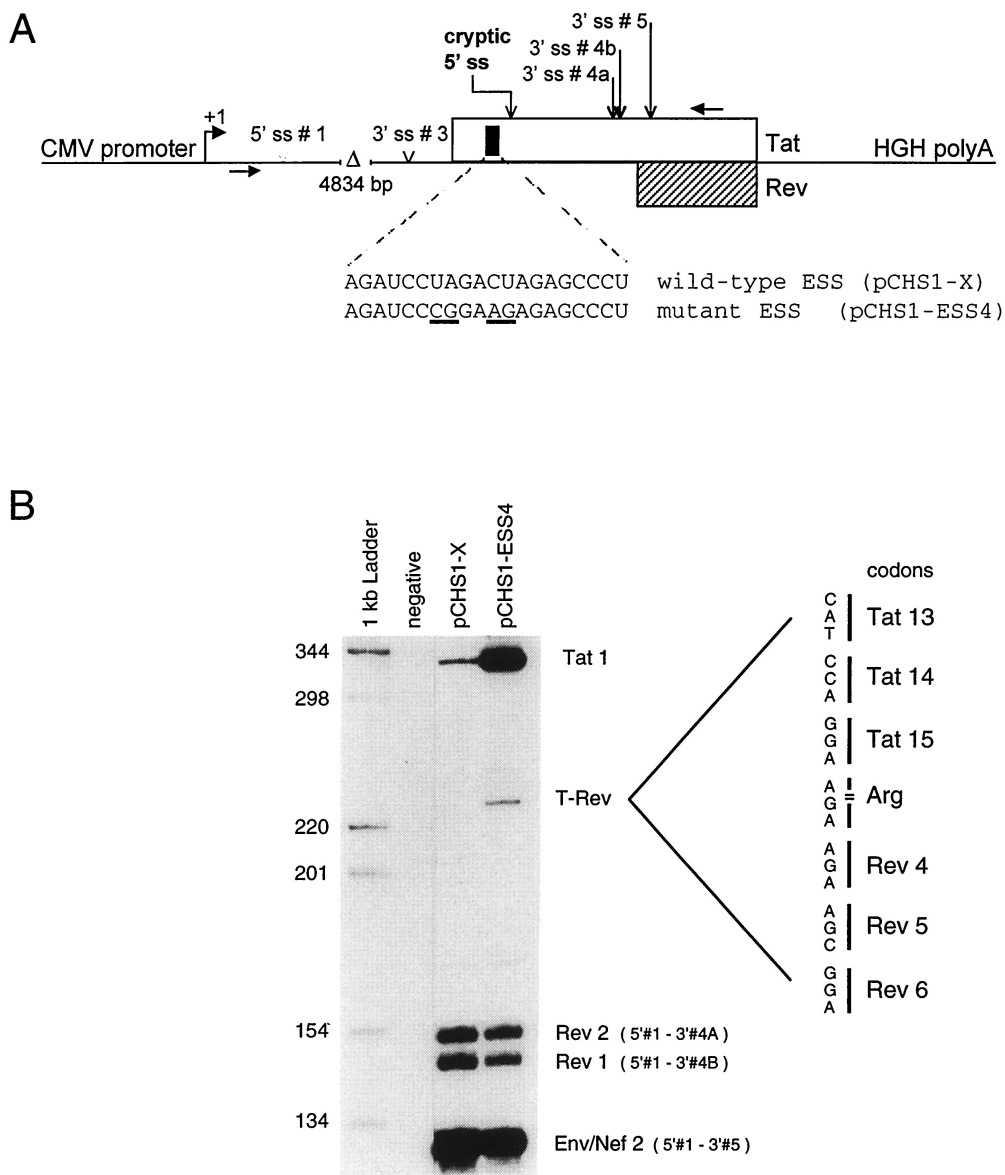 A
cryptic
5' ss
3' ss # 5
3' ss # 4b
3' ss # 4a
+1
CMV promoter
5' ss # 1
Δ
4834 bp
3' ss # 3
Tat
HGH polyA
Rev
AGAUCCUAGACUAGAGCCCU wild-type ESS (pCHS1-X)
AGAUCCCGGAAGAGAGCCCU mutant ESS (pCHS1-ESS4)
B
1 kb Ladder
negative
pCHS1-X
pCHS1-ESS4
344
298
220
201
154
134
Tat 1
T-Rev
Rev 2 ( 5'#1 - 3'#4A )
Rev 1 ( 5'#1 - 3'#4B )
Env/Nef 2 ( 5'#1 - 3'#5 )
codons
C A T Tat 13
C C A Tat 14
G G A Tat 15
A G A = Arg
A G A Rev 4
A G C Rev 5
G G A Rev 6